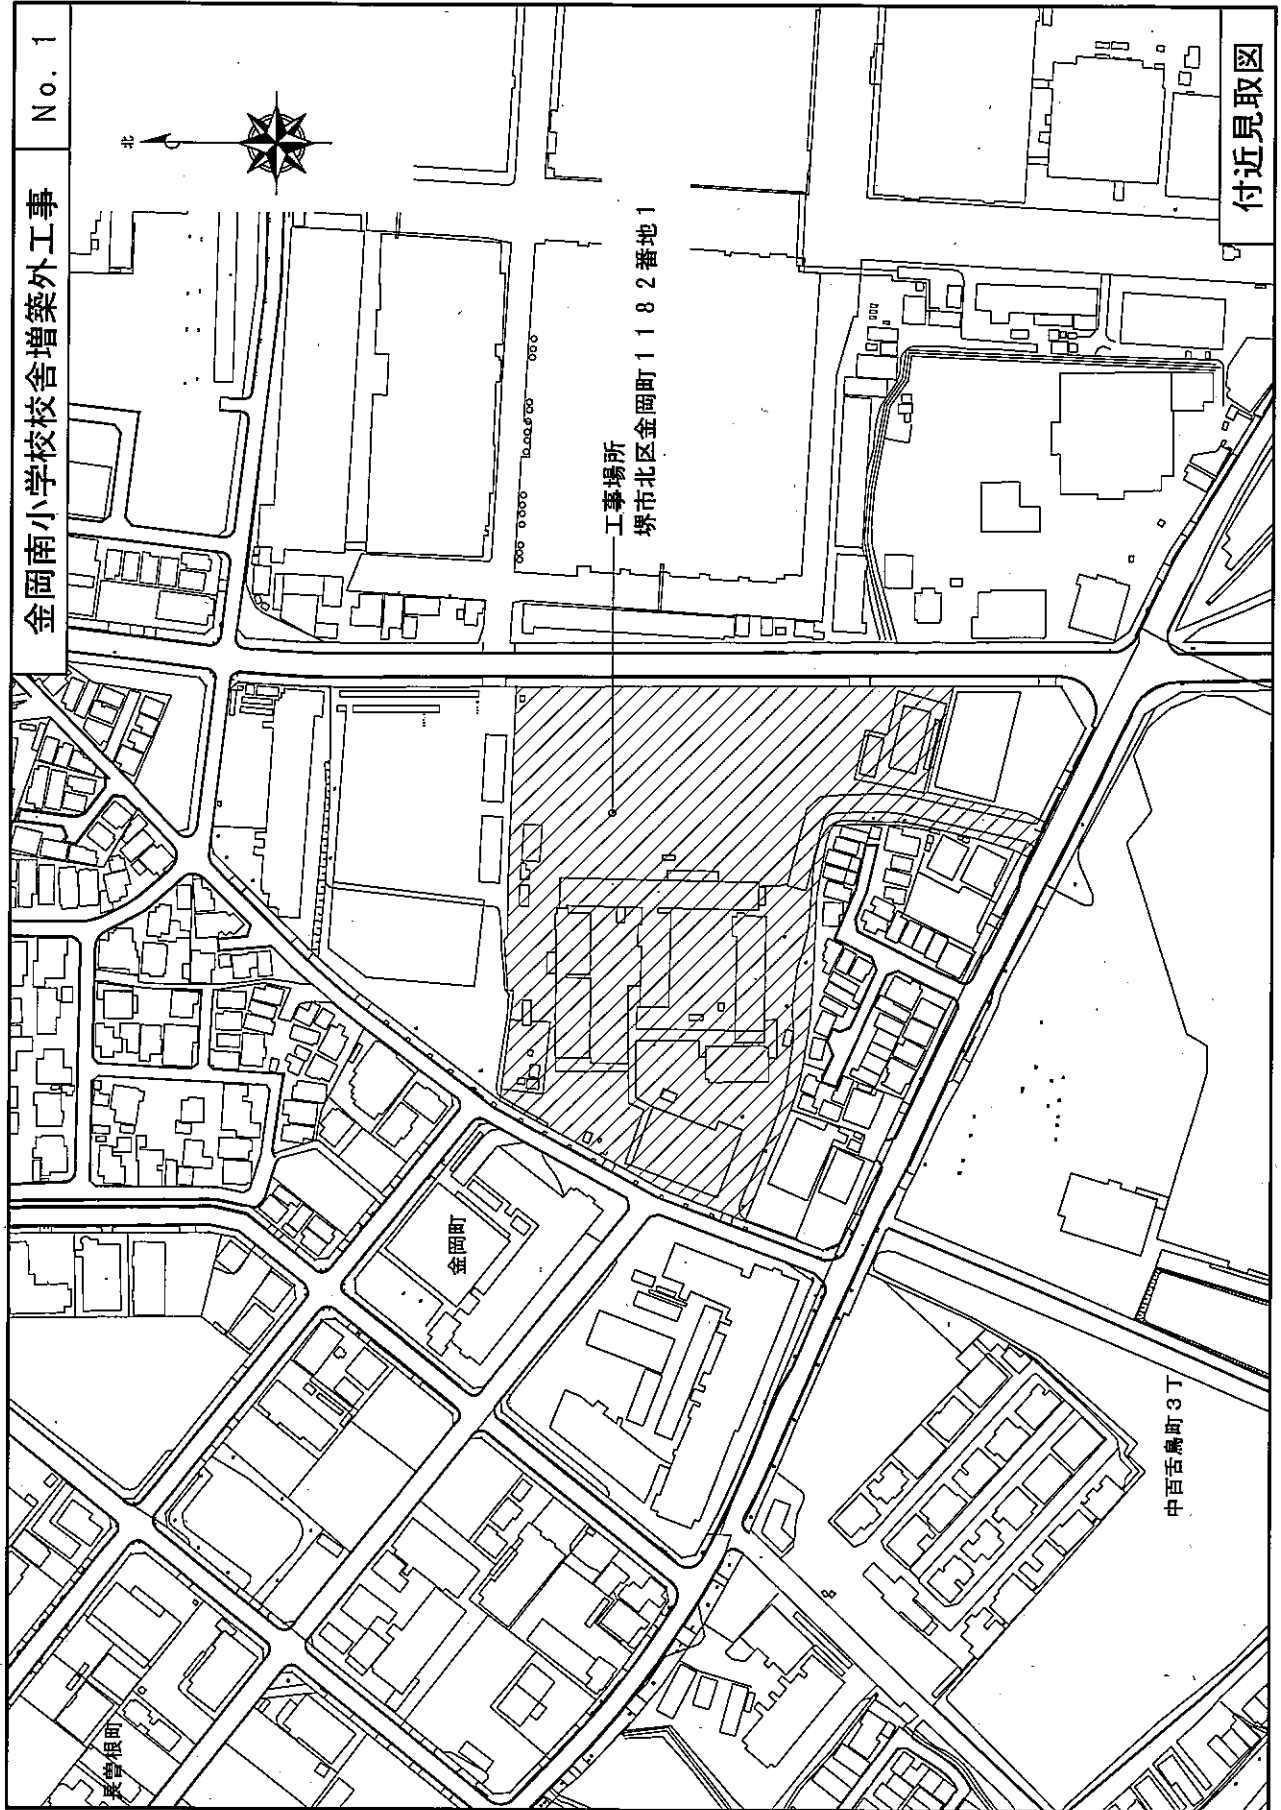 金岡南小学校校舎増築外工事
No. 1
北
工事場所
堺市北区金岡町1182番地1
金岡町
長曽根町
中百舌鳥町3丁
付近見取図